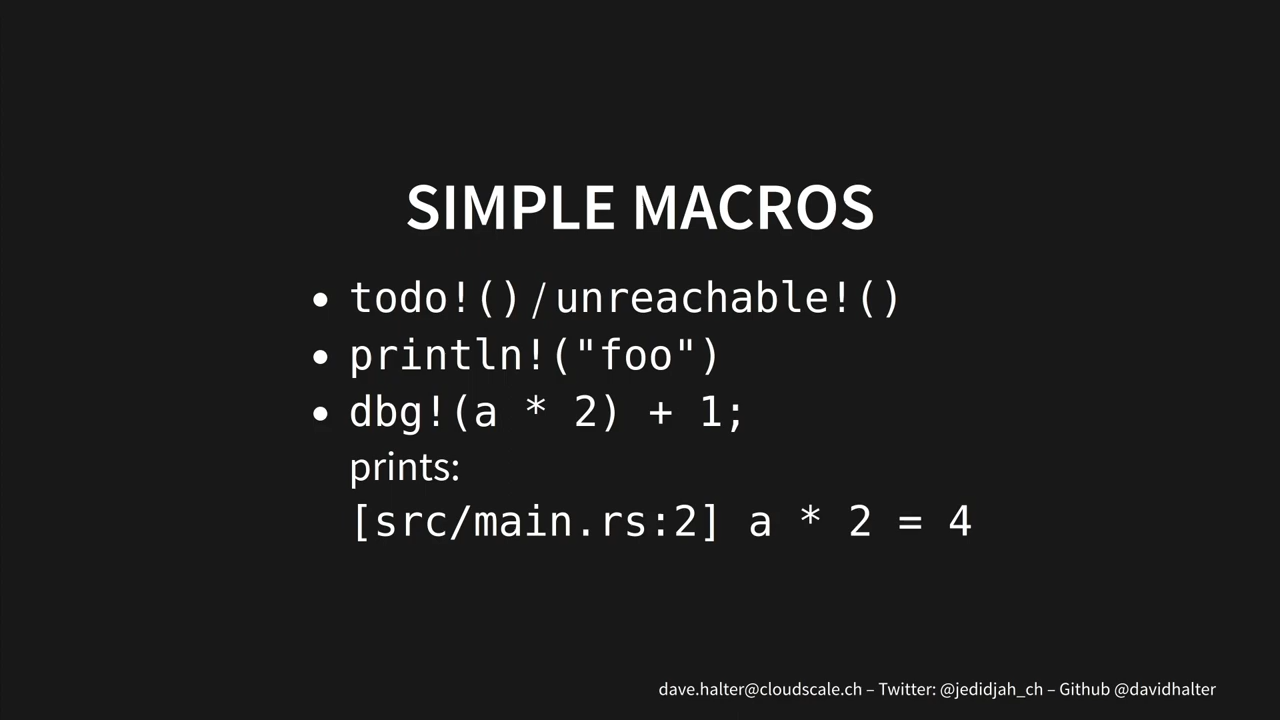 SIMPLE MACROS
• todo!()/unreachable!()
• println!("foo")
• dbg!(a * 2) + 1;
prints:
[src/main.rs:2] a * 2 = 4
dave.halter@cloudscale.ch – Twitter: @jedidjah_ch – Github @davidhalter